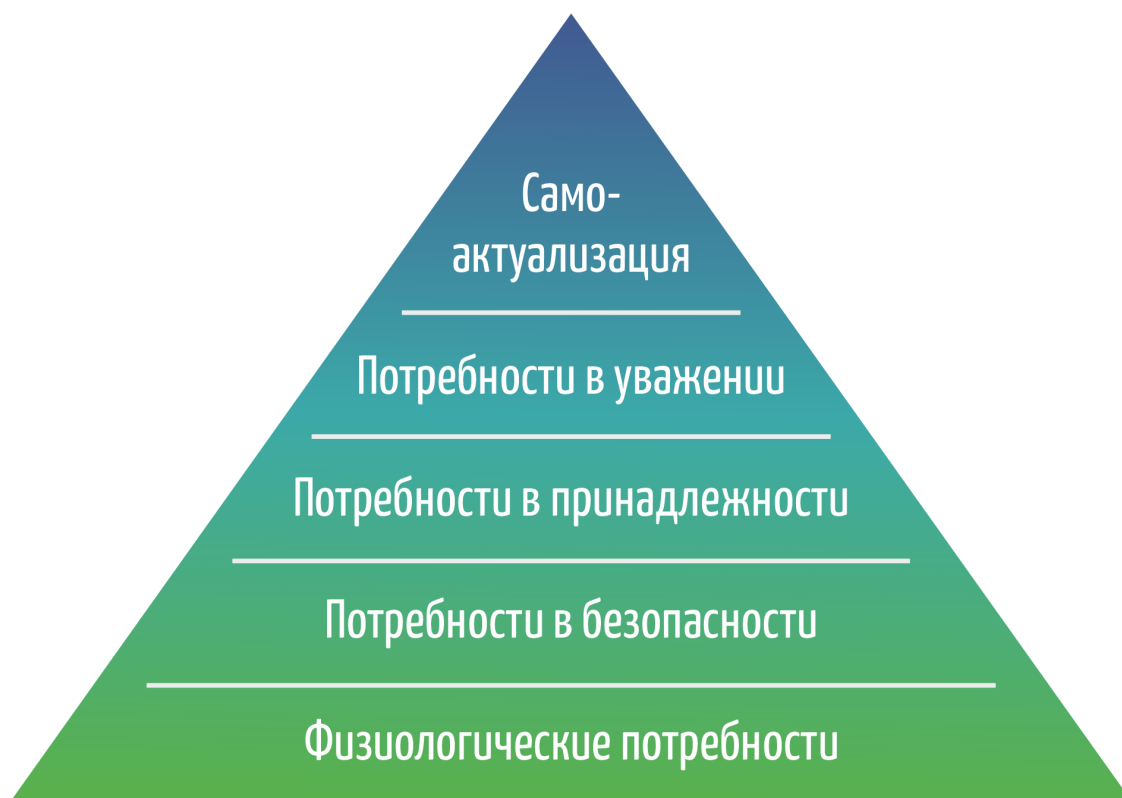 Само-
актуализация
Потребности в уважении
Потребности в принадлежности
Потребности в безопасности
Физиологические потребности